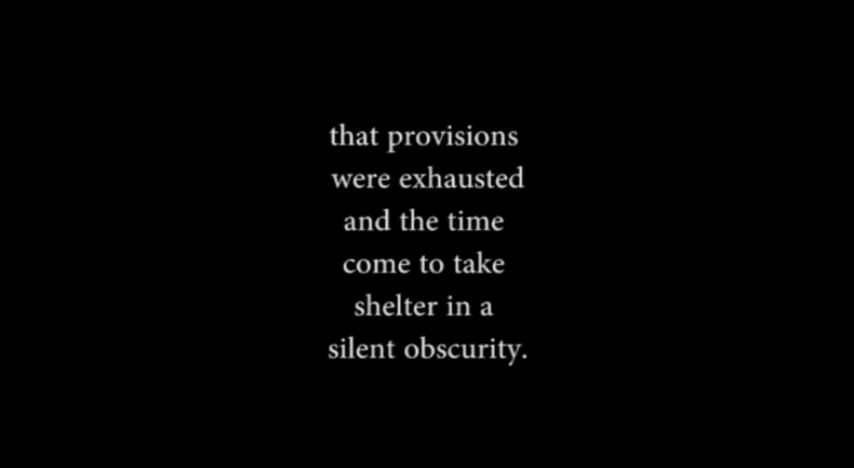 that provisions
were exhausted
and the time
come to take
shelter in a
silent obscurity.